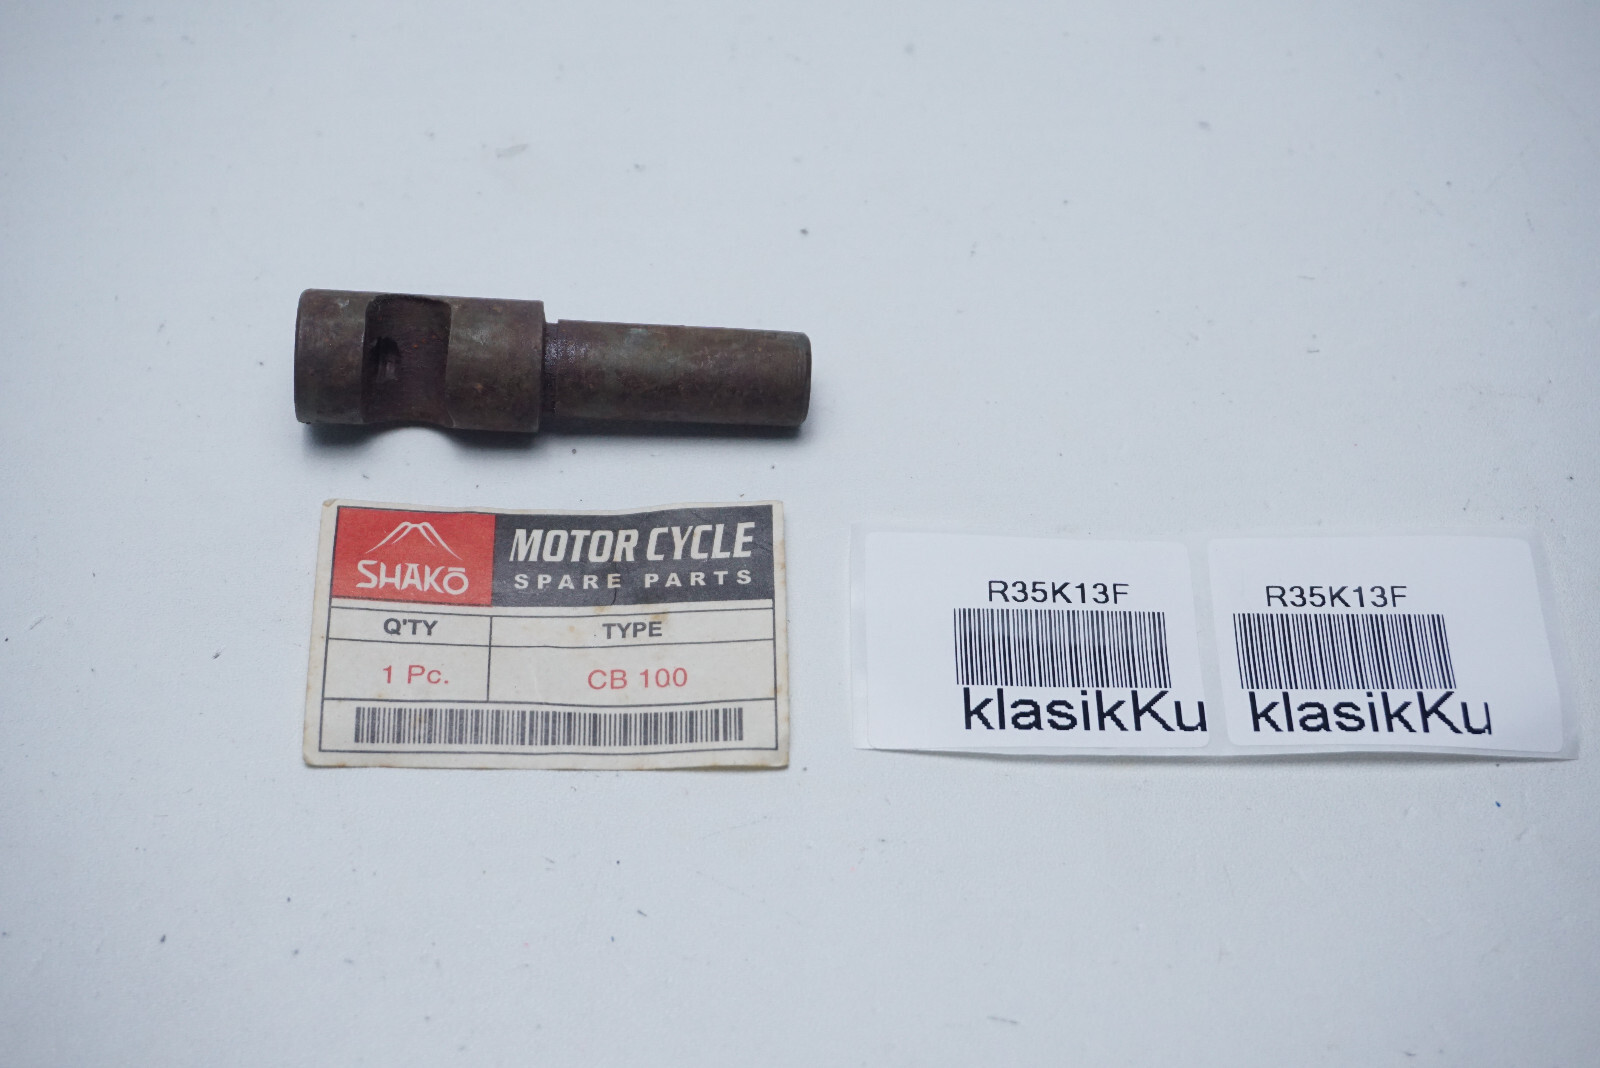 SHAKō
MOTOR CYCLE
SPARE PARTS
Q'TY
TYPE
1 Pc.
CB 100
R35K13F
klasikKu
R35K13F
klasikKu